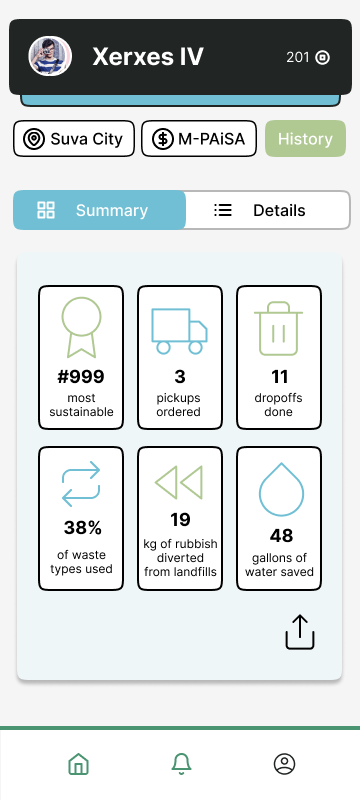 Xerxes IV
201
Suva City
M-PAiSA
History
Summary
Details
#999
most
sustainable
3
pickups
ordered
11
dropoffs
done
38%
of waste
types used
19
kg of rubbish
diverted
from landfills
48
gallons of
water saved